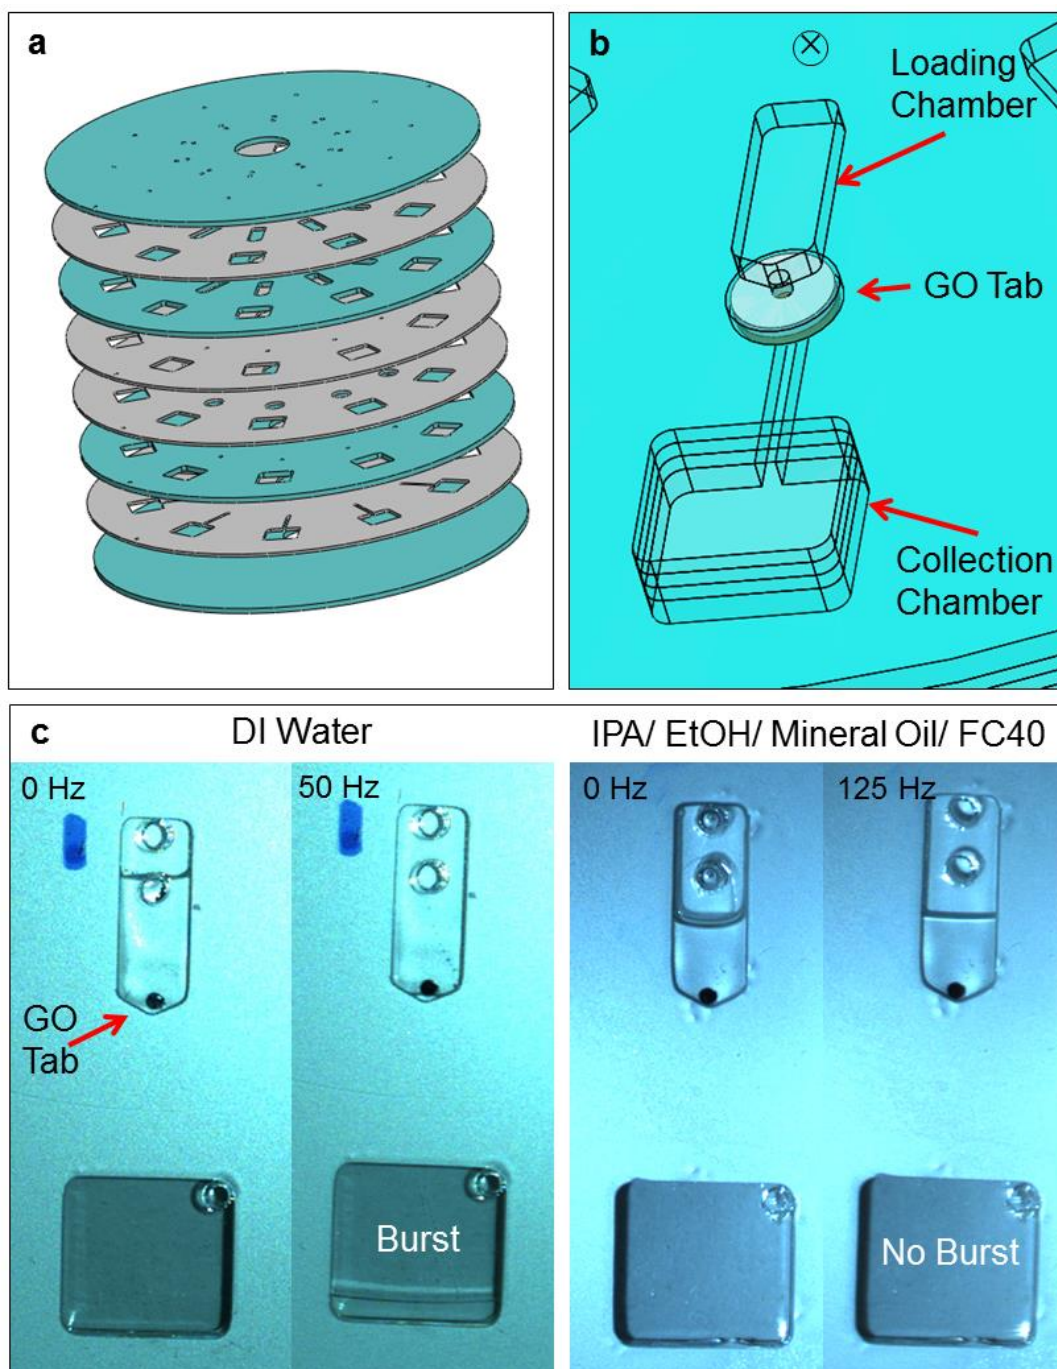 a
b
Loading
Chamber
GO Tab
Collection
Chamber
c
DI Water
IPA/ EtOH/ Mineral Oil/ FC40
0 Hz
50 Hz
0 Hz
125 Hz
GO
Tab
Burst
No Burst